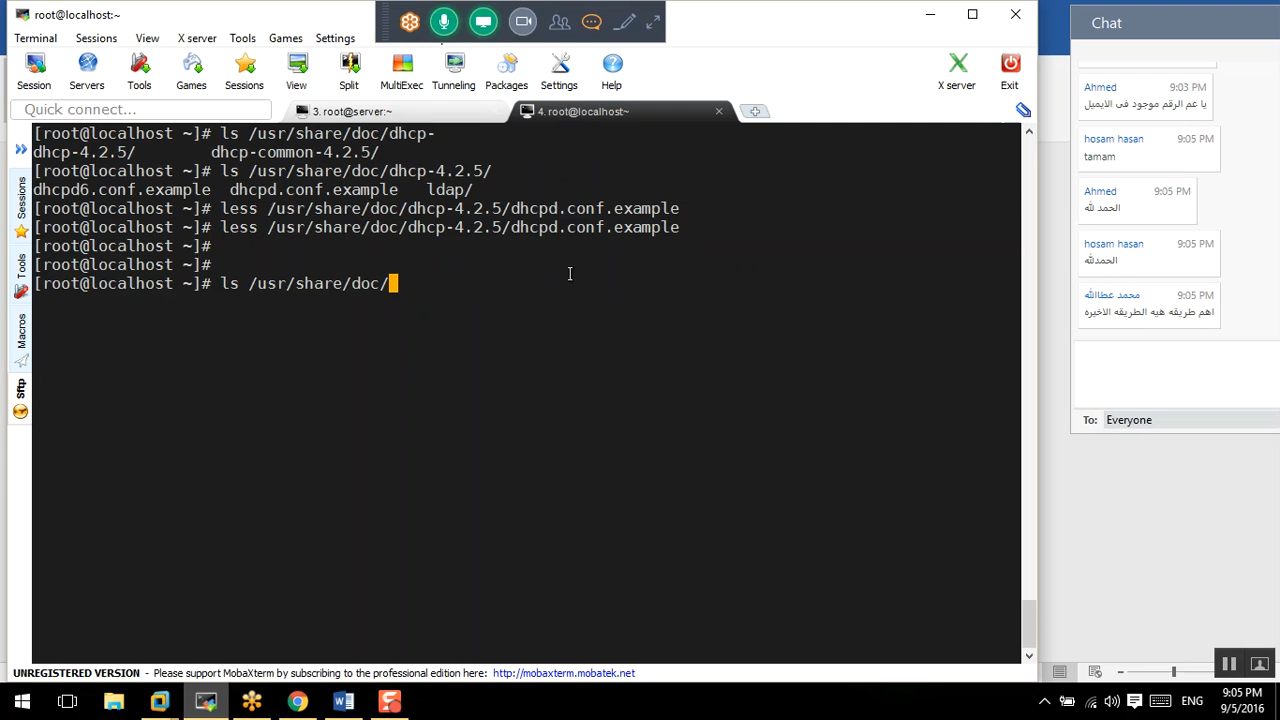 root@localhost:~
Terminal Sessions View X server Tools Games Settings
Session Servers Tools Games Sessions View Split MultiExec Tunneling Packages Settings Help X server Exit
Quick connect...
3. root@server:~
4. root@localhost:~
[root@localhost ~]# ls /usr/share/doc/dhcp-
dhcp-4.2.5/ dhcp-common-4.2.5/
[root@localhost ~]# ls /usr/share/doc/dhcp-4.2.5/
dhcpd6.conf.example dhcpd.conf.example ldap/
[root@localhost ~]# less /usr/share/doc/dhcp-4.2.5/dhcpd.conf.example
[root@localhost ~]# less /usr/share/doc/dhcp-4.2.5/dhcpd.conf.example
[root@localhost ~]#
[root@localhost ~]#
[root@localhost ~]# ls /usr/share/doc/
Sessions
Tools
Macros
Sftp
UNREGISTERED VERSION - Please support MobaXterm by subscribing to the professional edition here: http://mobaxterm.mobatek.net
Chat
Ahmed 9:03 PM
يا عم الرقم موجود فى الايميل
hosam hasan 9:05 PM
tamam
Ahmed 9:05 PM
الحمد لله
hosam hasan 9:05 PM
الحمدلله
محمد عطاالله 9:05 PM
اهم طريقه هيه الطريقه الاخيره
To: Everyone
ENG
9:05 PM
9/5/2016